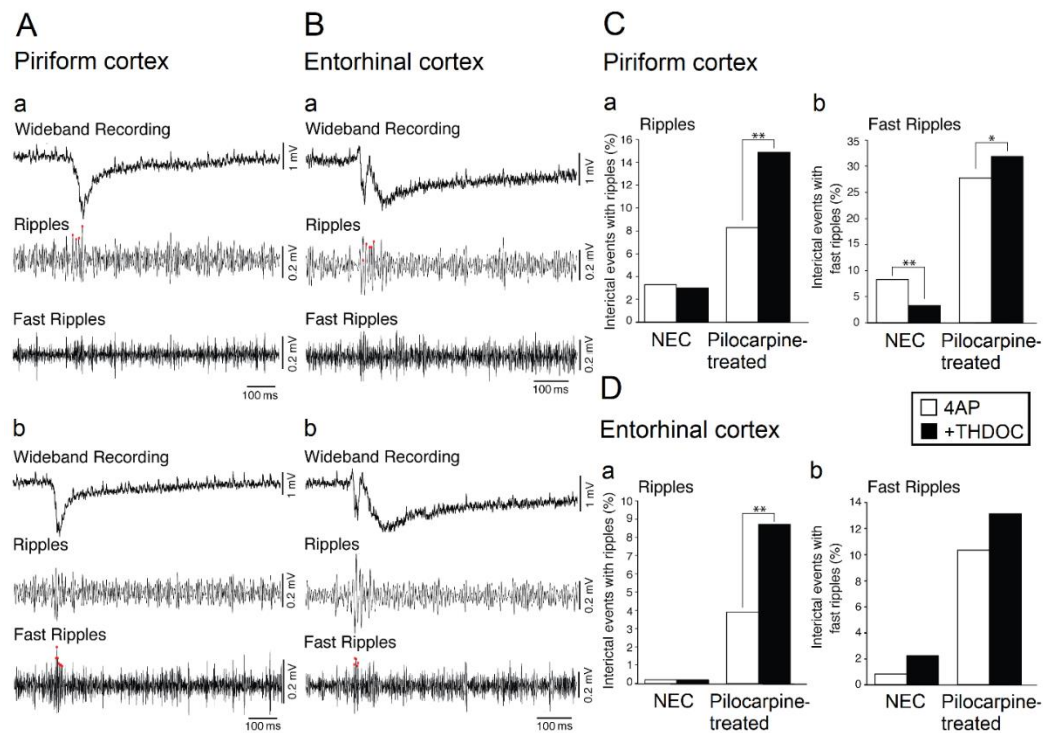 A
Piriform cortex
a
Wideband Recording
1 mV
Ripples
0.2 mV
Fast Ripples
0.2 mV
100 ms
b
Wideband Recording
1 mV
Ripples
0.2 mV
Fast Ripples
0.2 mV
100 ms
B
Entorhinal cortex
a
Wideband Recording
1 mV
Ripples
0.2 mV
Fast Ripples
0.2 mV
100 ms
b
Wideband Recording
1 mV
Ripples
0.2 mV
Fast Ripples
0.2 mV
100 ms
C
Piriform cortex
a
Ripples
Interictal events with ripples (%)
16
14
12
10
8
6
4
2
0
**
NEC
Pilocarpine-
treated
b
Fast Ripples
Interictal events with
fast ripples (%)
35
30
25
20
15
10
5
0
**
*
NEC
Pilocarpine-
treated
4AP
+THDOC
D
Entorhinal cortex
a
Ripples
Interictal events with ripples (%)
10
9
8
7
6
5
4
3
2
1
0
**
NEC
Pilocarpine-
treated
b
Fast Ripples
Interictal events with
fast ripples (%)
14
12
10
8
6
4
2
0
NEC
Pilocarpine-
treated